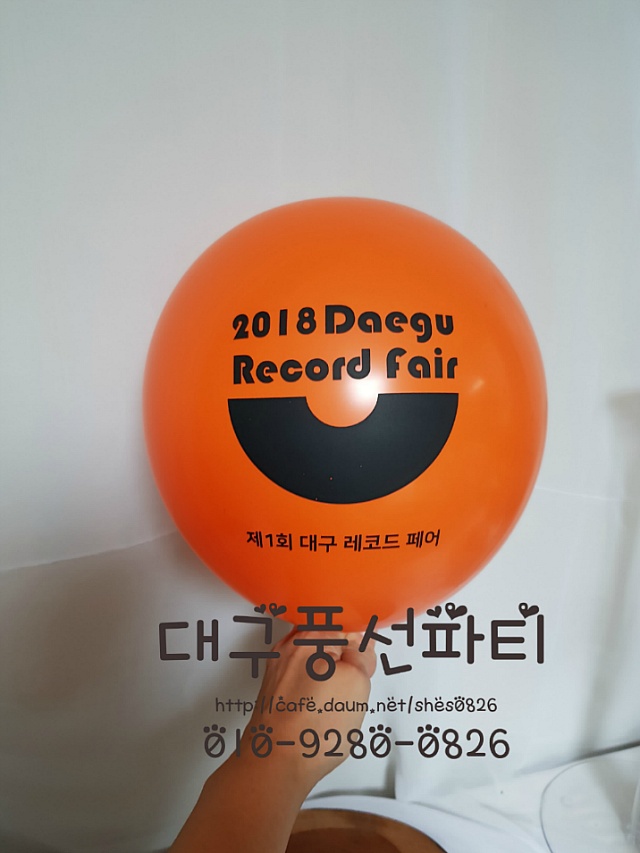 2018 Daegu
Record Fair
제1회 대구 레코드 페어
대구풍선파티
http://cafe.daum.net/shes0826
010-9280-0826